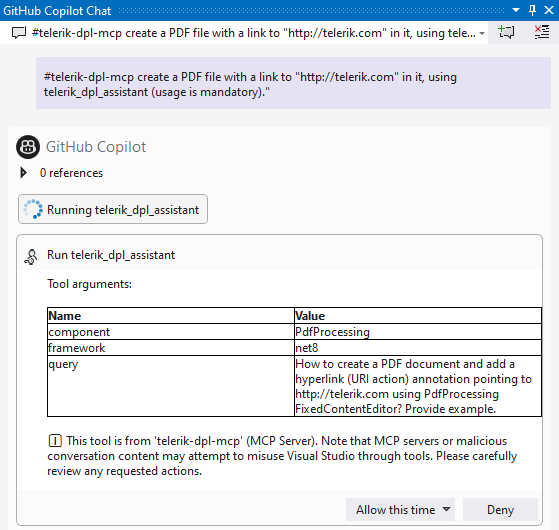 GitHub Copilot Chat
#telerik-dpl-mcp create a PDF file with a link to "http://telerik.com" in it, using tele...
#telerik-dpl-mcp create a PDF file with a link to "http://telerik.com" in it, using
telerik_dpl_assistant (usage is mandatory)."
GitHub Copilot
0 references
Running telerik_dpl_assistant
Run telerik_dpl_assistant
Tool arguments:
Name Value
component PdfProcessing
framework net8
query How to create a PDF document and add a
hyperlink (URI action) annotation pointing to
http://telerik.com using PdfProcessing
FixedContentEditor? Provide example.
This tool is from 'telerik-dpl-mcp' (MCP Server). Note that MCP servers or malicious
conversation content may attempt to misuse Visual Studio through tools. Please carefully
review any requested actions.
Allow this time Deny